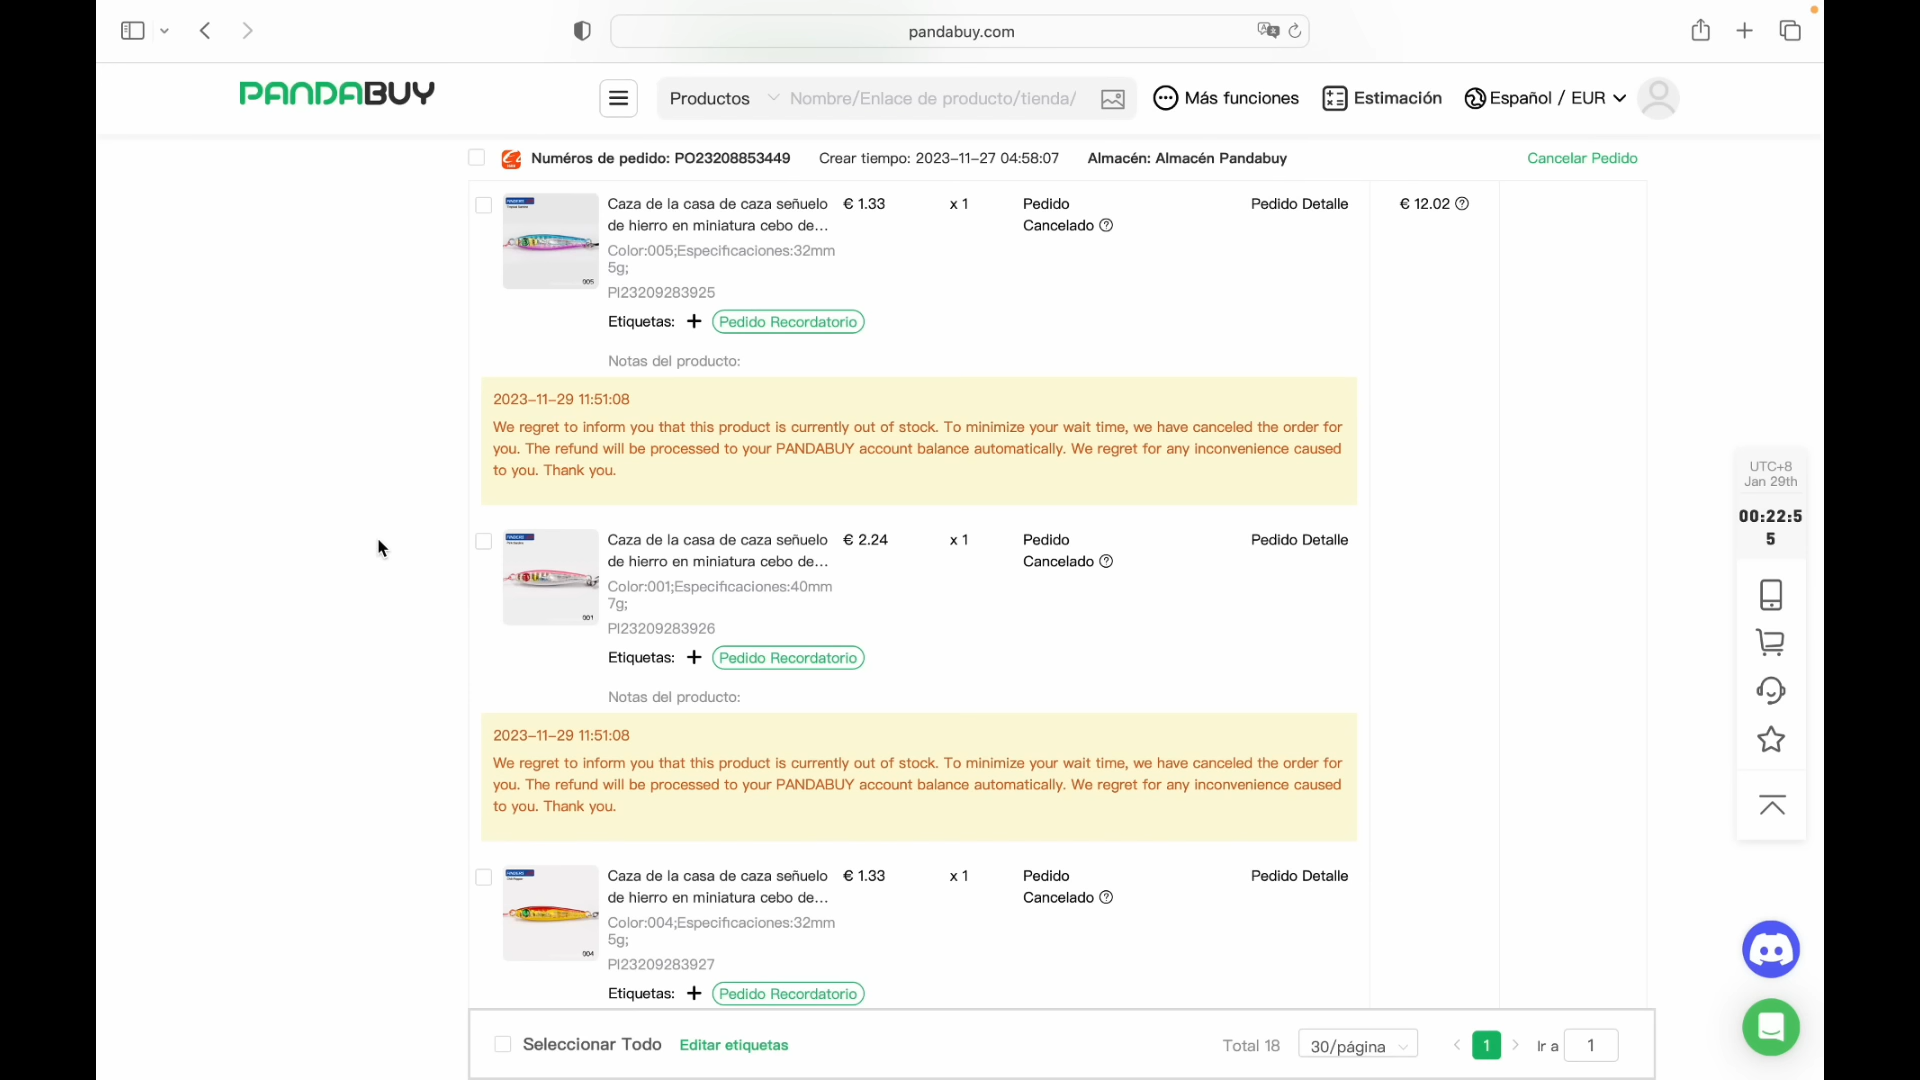 pandabuy.com
PANDABUY
Productos
Nombre/Enlace de producto/tienda/
Más funciones
Estimación
Español / EUR
Numéros de pedido: PO23208853449
Crear tiempo: 2023-11-27 04:58:07
Almacén: Almacén Pandabuy
Cancelar Pedido
Caza de la casa de caza señuelo
de hierro en miniatura cebo de...
Color:005;Especificaciones:32mm
5g;
PI23209283925
€ 1.33
x 1
Pedido
Cancelado
Pedido Detalle
€ 12.02
005
Etiquetas:
Pedido Recordatorio
Notas del producto:
2023-11-29 11:51:08
We regret to inform you that this product is currently out of stock. To minimize your wait time, we have canceled the order for
you. The refund will be processed to your PANDABUY account balance automatically. We regret for any inconvenience caused
to you. Thank you.
Caza de la casa de caza señuelo
de hierro en miniatura cebo de...
Color:001;Especificaciones:40mm
7g;
PI23209283926
€ 2.24
x 1
Pedido
Cancelado
Pedido Detalle
001
Etiquetas:
Pedido Recordatorio
Notas del producto:
2023-11-29 11:51:08
We regret to inform you that this product is currently out of stock. To minimize your wait time, we have canceled the order for
you. The refund will be processed to your PANDABUY account balance automatically. We regret for any inconvenience caused
to you. Thank you.
Caza de la casa de caza señuelo
de hierro en miniatura cebo de...
Color:004;Especificaciones:32mm
5g;
PI23209283927
€ 1.33
x 1
Pedido
Cancelado
Pedido Detalle
004
Etiquetas:
Pedido Recordatorio
Seleccionar Todo
Editar etiquetas
Total 18
30/página
1
Ir a
1
UTC+8
Jan 29th
00:22:5
5